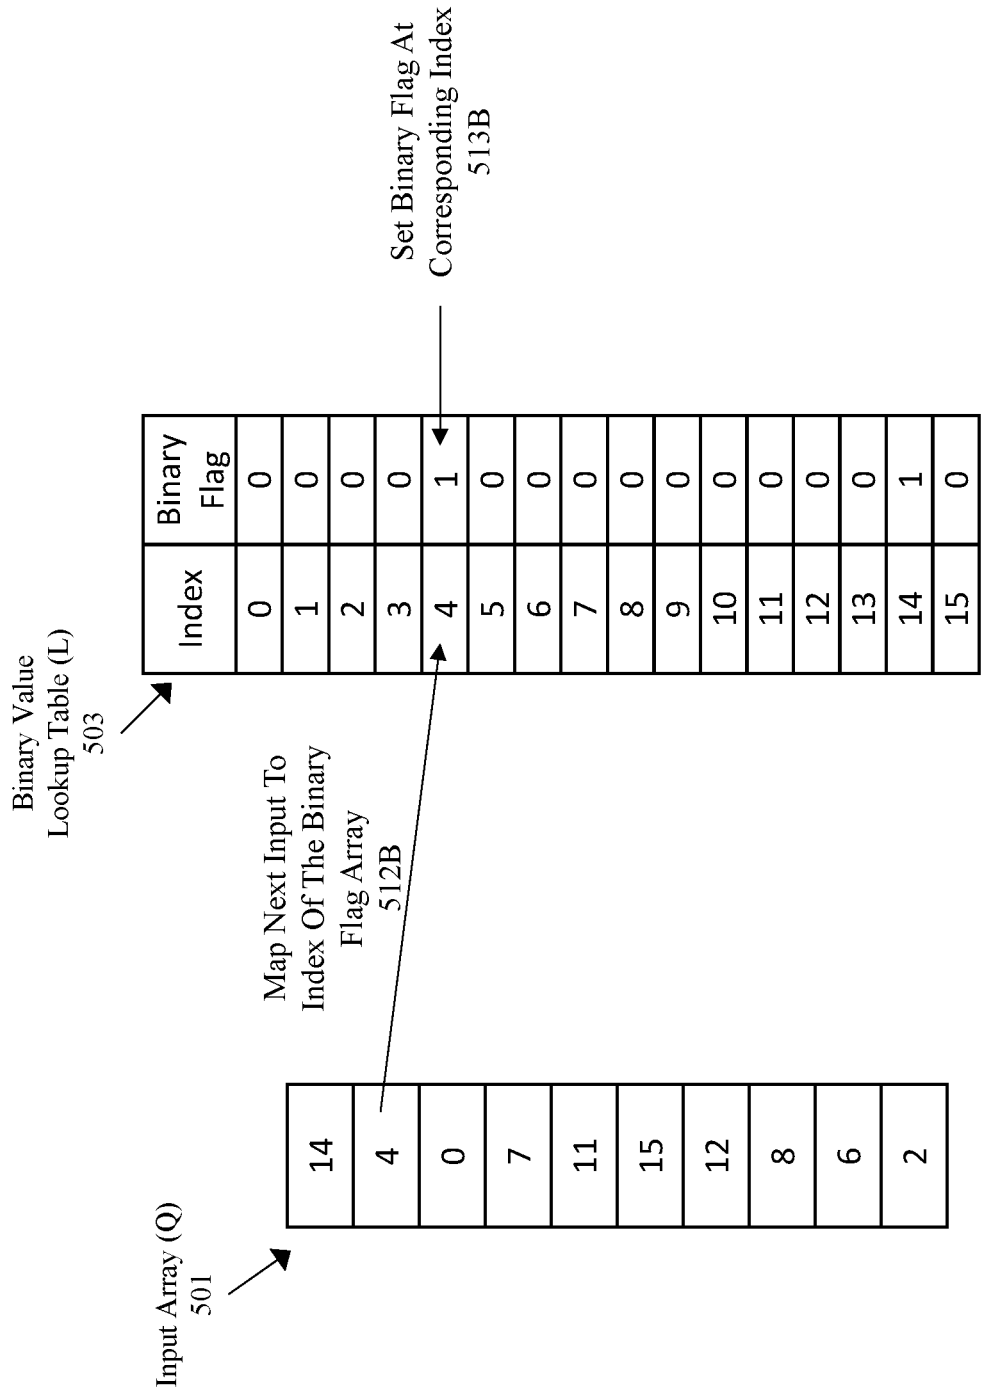 Input Array (Q)
501
14
4
0
7
11
15
12
8
6
2
Map Next Input To
Index Of The Binary
Flag Array
512B
Binary Value
Lookup Table (L)
503
Index Binary
Flag
0 0
1 0
2 0
3 0
4 1
5 0
6 0
7 0
8 0
9 0
10 0
11 0
12 0
13 0
14 1
15 0
Set Binary Flag At
Corresponding Index
513B